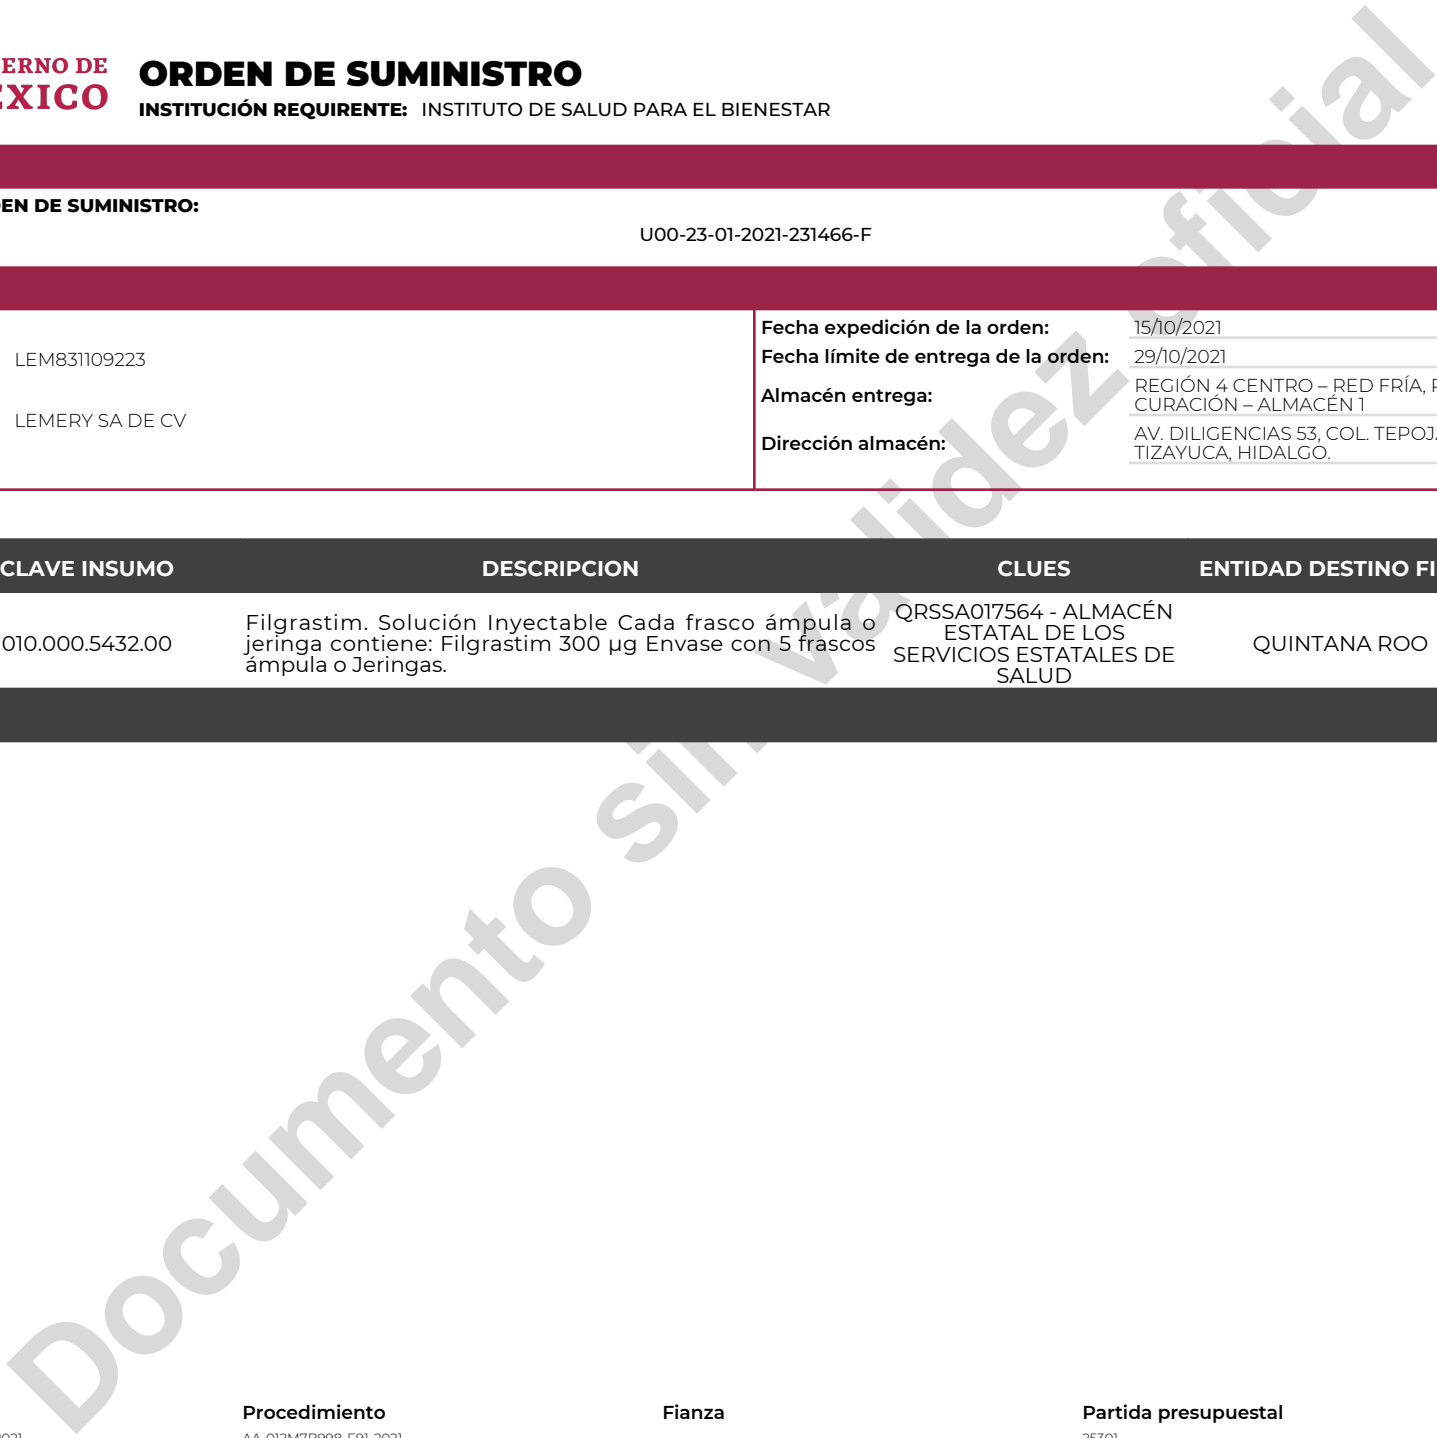 ERNO DE
ÉXICO
ORDEN DE SUMINISTRO
INSTITUCIÓN REQUIRENTE: INSTITUTO DE SALUD PARA EL BIENESTAR
EN DE SUMINISTRO:
U00-23-01-2021-231466-F
LEM831109223
LEMERY SA DE CV
Fecha expedición de la orden: 15/10/2021
Fecha límite de entrega de la orden: 29/10/2021
Almacén entrega: REGIÓN 4 CENTRO – RED FRÍA,
CURACIÓN – ALMACÉN 1
Dirección almacén: AV. DILIGENCIAS 53, COL. TEPOJ
TIZAYUCA, HIDALGO.
CLAVE INSUMO DESCRIPCION CLUES ENTIDAD DESTINO FI
010.000.5432.00
Filgrastim. Solución Inyectable Cada frasco ámpula o
jeringa contiene: Filgrastim 300 µg Envase con 5 frascos
ámpula o Jeringas.
QRSSA017564 - ALMACÉN
ESTATAL DE LOS
SERVICIOS ESTATALES DE
SALUD
QUINTANA ROO
Documento sin validez oficial
Procedimiento Fianza Partida presupuestal